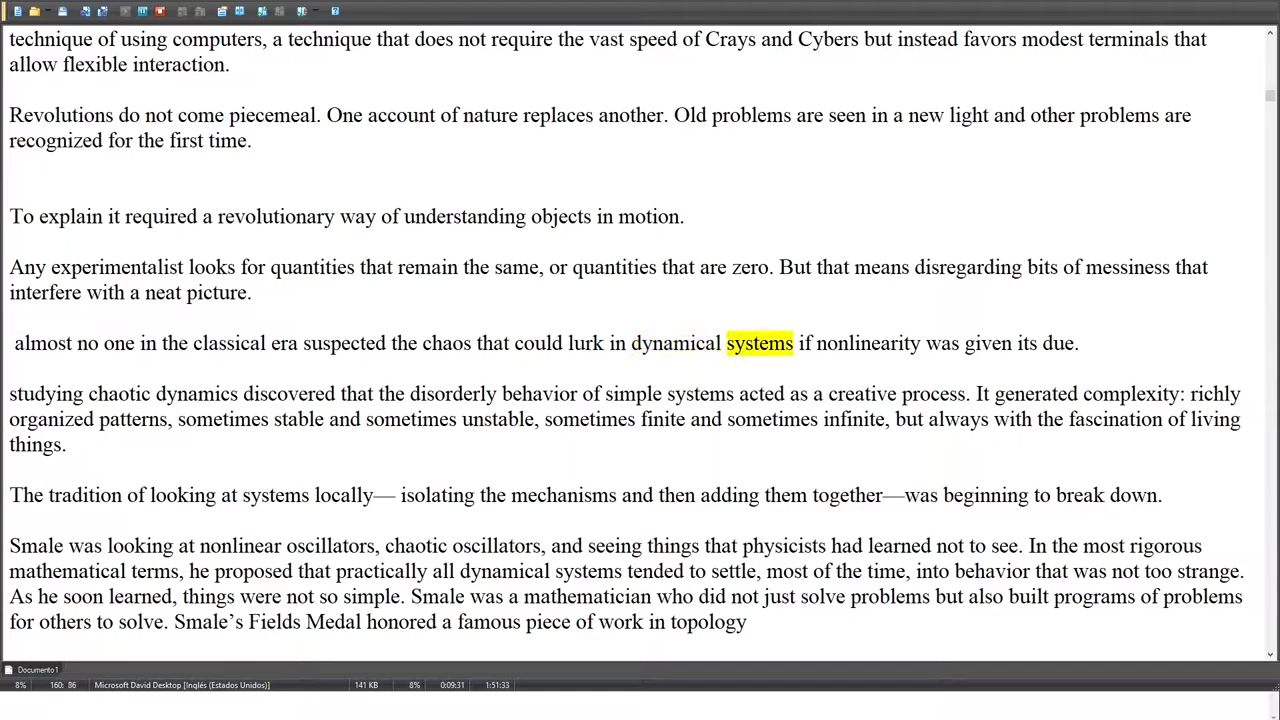 technique of using computers, a technique that does not require the vast speed of Crays and Cybers but instead favors modest terminals that
allow flexible interaction.
Revolutions do not come piecemeal. One account of nature replaces another. Old problems are seen in a new light and other problems are
recognized for the first time.
To explain it required a revolutionary way of understanding objects in motion.
Any experimentalist looks for quantities that remain the same, or quantities that are zero. But that means disregarding bits of messiness that
interfere with a neat picture.
almost no one in the classical era suspected the chaos that could lurk in dynamical systems if nonlinearity was given its due.
studying chaotic dynamics discovered that the disorderly behavior of simple systems acted as a creative process. It generated complexity: richly
organized patterns, sometimes stable and sometimes unstable, sometimes finite and sometimes infinite, but always with the fascination of living
things.
The tradition of looking at systems locally— isolating the mechanisms and then adding them together—was beginning to break down.
Smale was looking at nonlinear oscillators, chaotic oscillators, and seeing things that physicists had learned not to see. In the most rigorous
mathematical terms, he proposed that practically all dynamical systems tended to settle, most of the time, into behavior that was not too strange.
As he soon learned, things were not so simple. Smale was a mathematician who did not just solve problems but also built programs of problems
for others to solve. Smale’s Fields Medal honored a famous piece of work in topology
Documento1
8% 160: 86 Microsoft David Desktop [Inglés (Estados Unidos)] 141 KB 8% 0:09:31 1:51:33